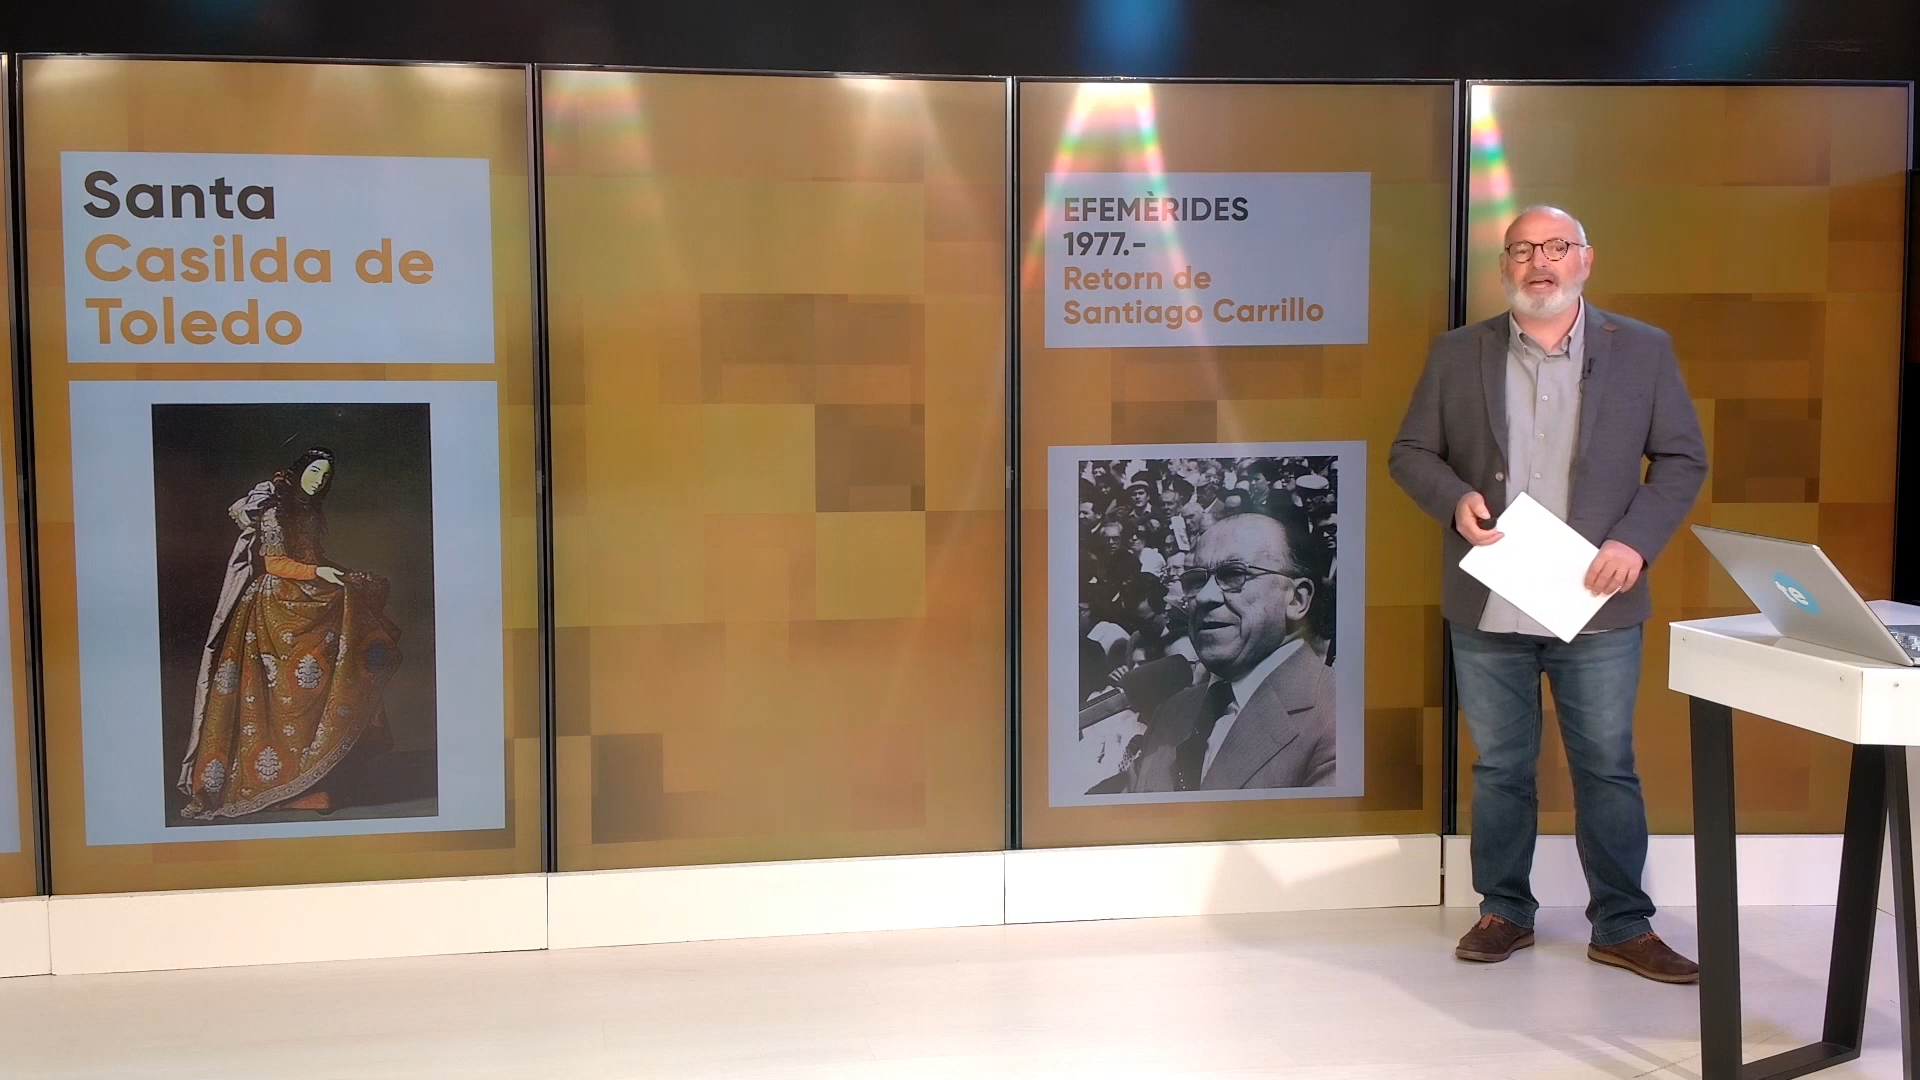 Santa
Casilda de
Toledo
EFEMÈRIDES
1977.-
Retorn de
Santiago Carrillo